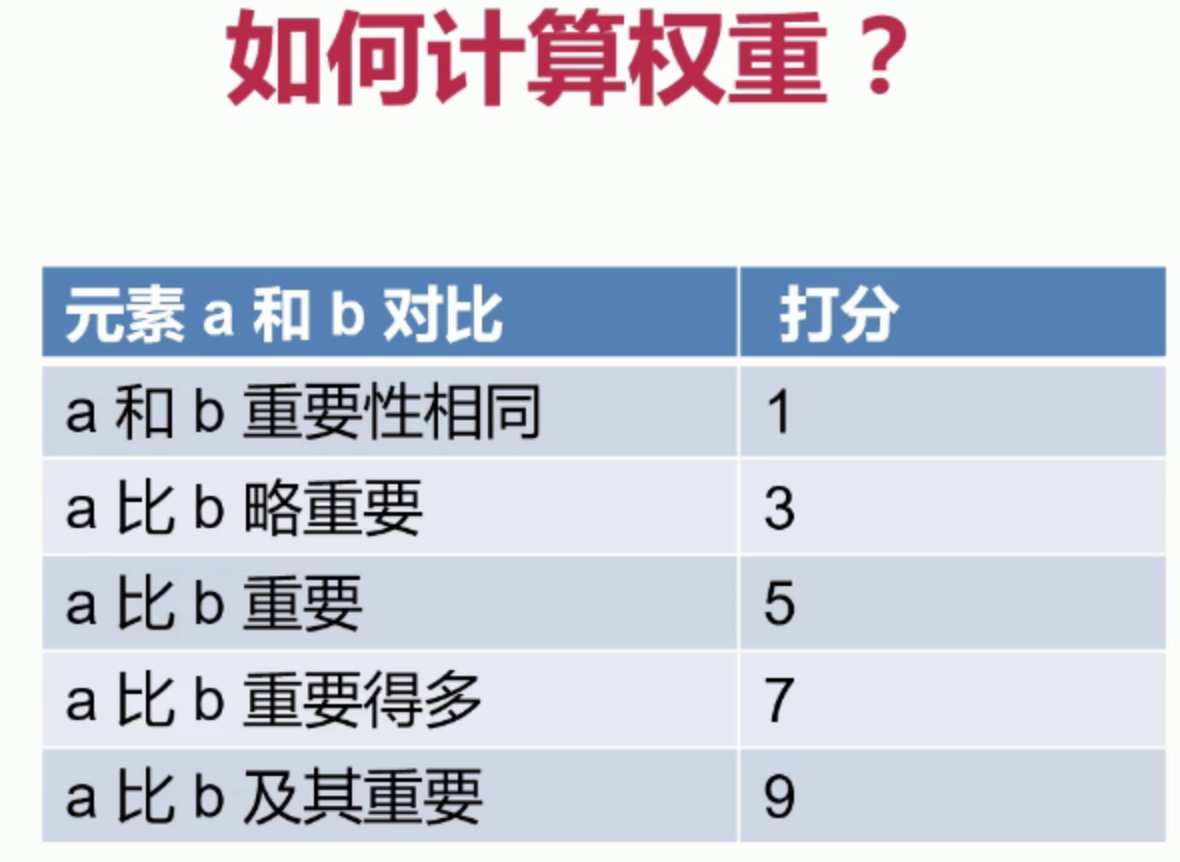 如何计算权重？
元素 a 和 b 对比 打分
a 和 b 重要性相同 1
a 比 b 略重要 3
a 比 b 重要 5
a 比 b 重要得多 7
a 比 b 及其重要 9